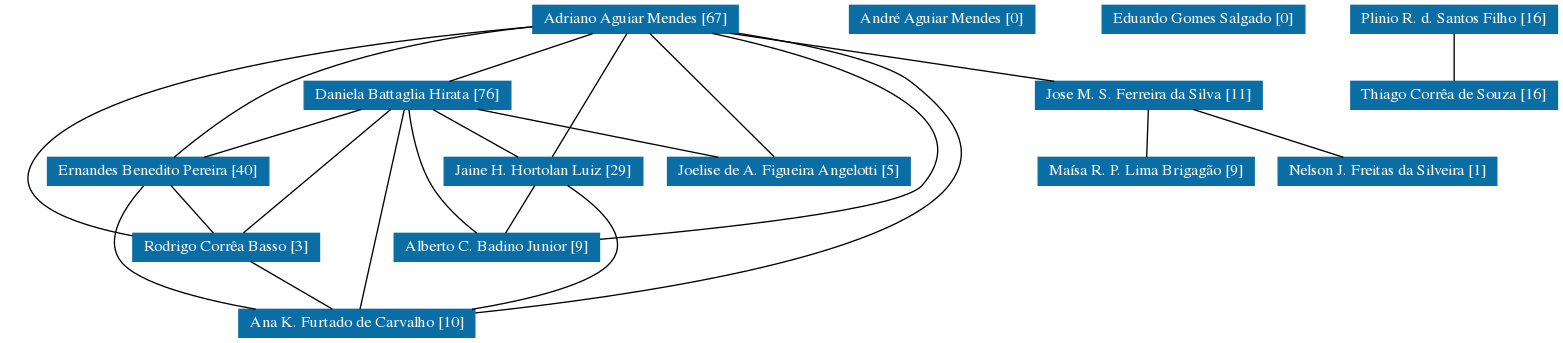 Adriano Aguiar Mendes [67]
André Aguiar Mendes [0]
Eduardo Gomes Salgado [0]
Plinio R. d. Santos Filho [16]
Daniela Battaglia Hirata [76]
Jose M. S. Ferreira da Silva [11]
Thiago Corrêa de Souza [16]
Ernandes Benedito Pereira [40]
Jaine H. Hortolan Luiz [29]
Joelise de A. Figueira Angelotti [5]
Maísa R. P. Lima Brigagão [9]
Nelson J. Freitas da Silveira [1]
Rodrigo Corrêa Basso [3]
Alberto C. Badino Junior [9]
Ana K. Furtado de Carvalho [10]